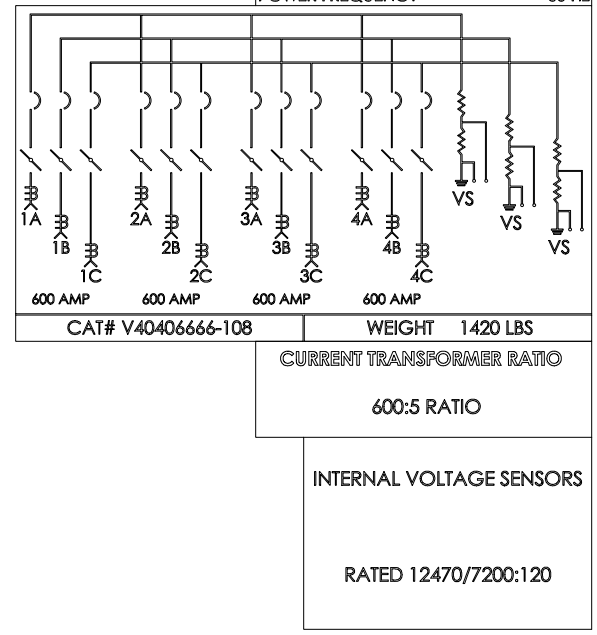 1A
2A
3A
4A
VS
1B
2B
3B
4B
VS
1C
2C
3C
4C
VS
600 AMP 600 AMP 600 AMP 600 AMP
CAT# V40406666-108 WEIGHT 1420 LBS
CURRENT TRANSFORMER RATIO
600:5 RATIO
INTERNAL VOLTAGE SENSORS
RATED 12470/7200:120